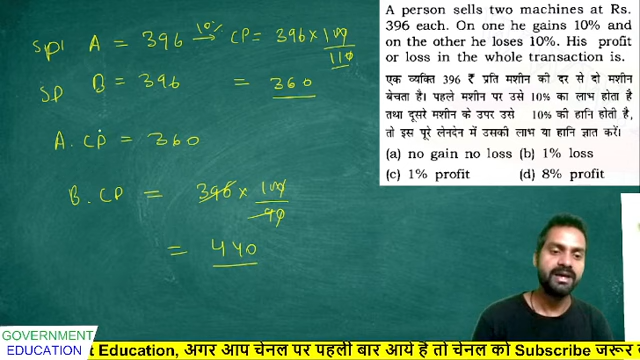 SP A = 396 10% → CP = 396 × 100/110
SP B = 396 = 360
A. CP = 360
B. CP = 396 × 100/90
= 440
A person sells two machines at Rs.
396 each. On one he gains 10% and
on the other he loses 10%. His profit
or loss in the whole transaction is.
एक व्यक्ति 396 ₹ प्रति मशीन की दर से दो मशीन
बेचता है। पहले मशीन पर उसे 10% का लाभ होता है
तथा दूसरे मशीन के उपर उसे 10% की हानि होती है,
तो इस पूरे लेनदेन में उसकी लाभ या हानि ज्ञात करें।
(a) no gain no loss (b) 1% loss
(c) 1% profit (d) 8% profit
GOVERNMENT
EDUCATION
t Education, अगर आप चेनल पर पहली बार आये है तो चेनल को Subscribe जरूर